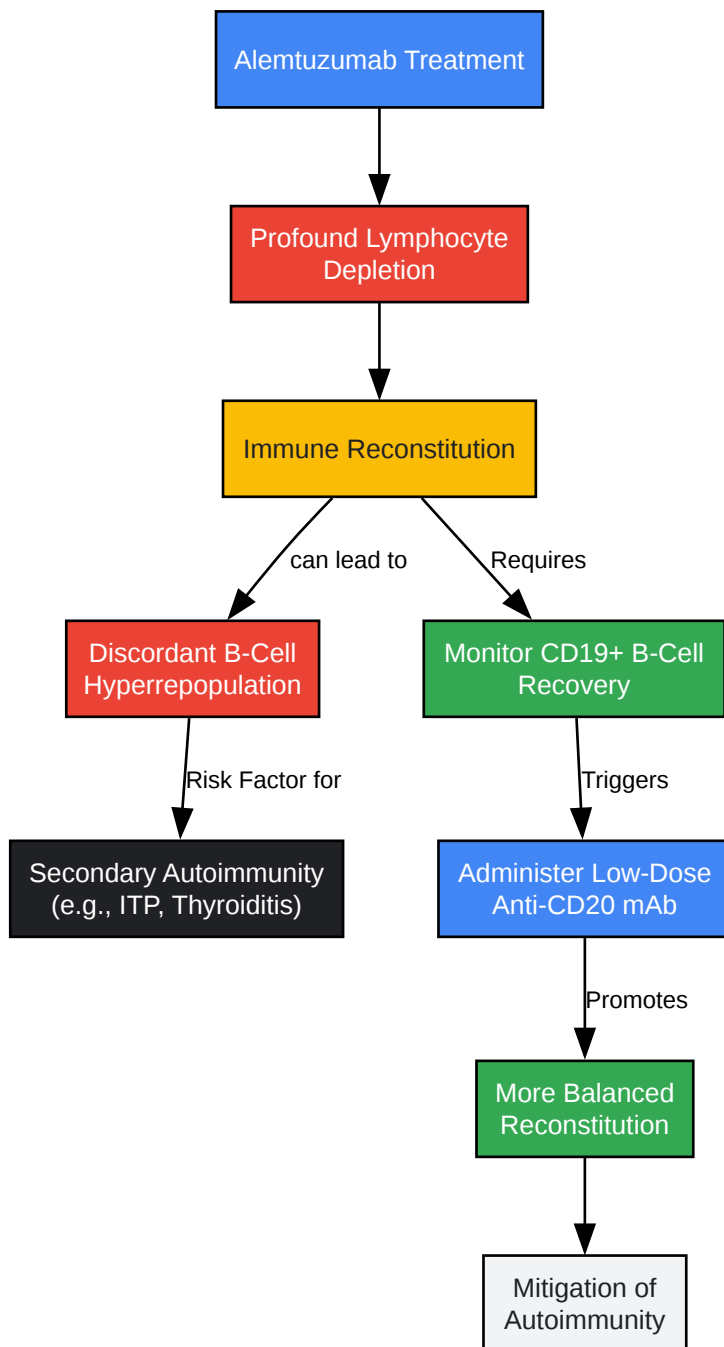 Alemtuzumab Treatment
Profound Lymphocyte
Depletion
Immune Reconstitution
can lead to
Requires
Discordant B-Cell
Hyperrepopulation
Monitor CD19+ B-Cell
Recovery
Risk Factor for
Triggers
Secondary Autoimmunity
(e.g., ITP, Thyroiditis)
Administer Low-Dose
Anti-CD20 mAb
Promotes
More Balanced
Reconstitution
Mitigation of
Autoimmunity